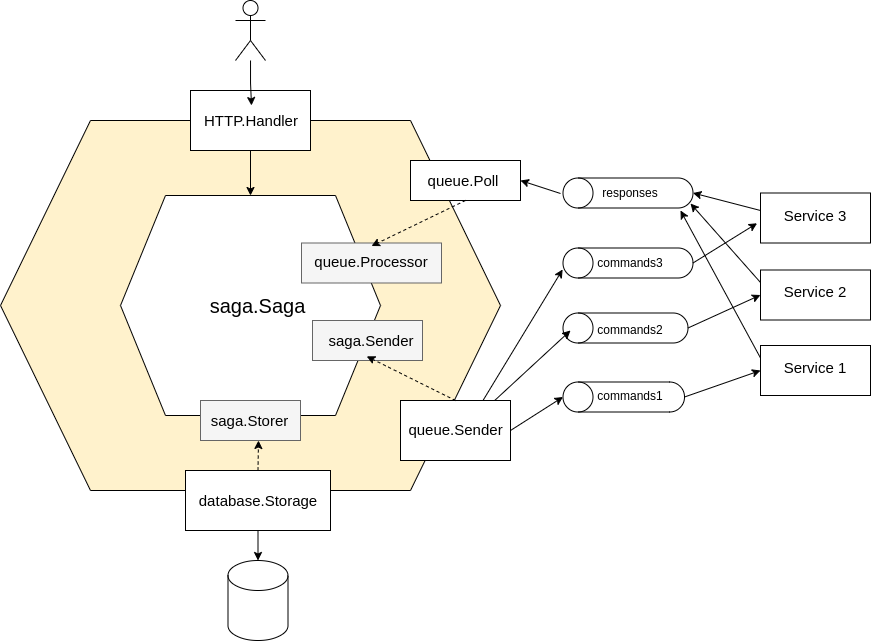 HTTP.Handler
queue.Poll
responses
Service 3
queue.Processor
commands3
Service 2
saga.Saga
saga.Sender
commands2
Service 1
commands1
saga.Storer
queue.Sender
database.Storage